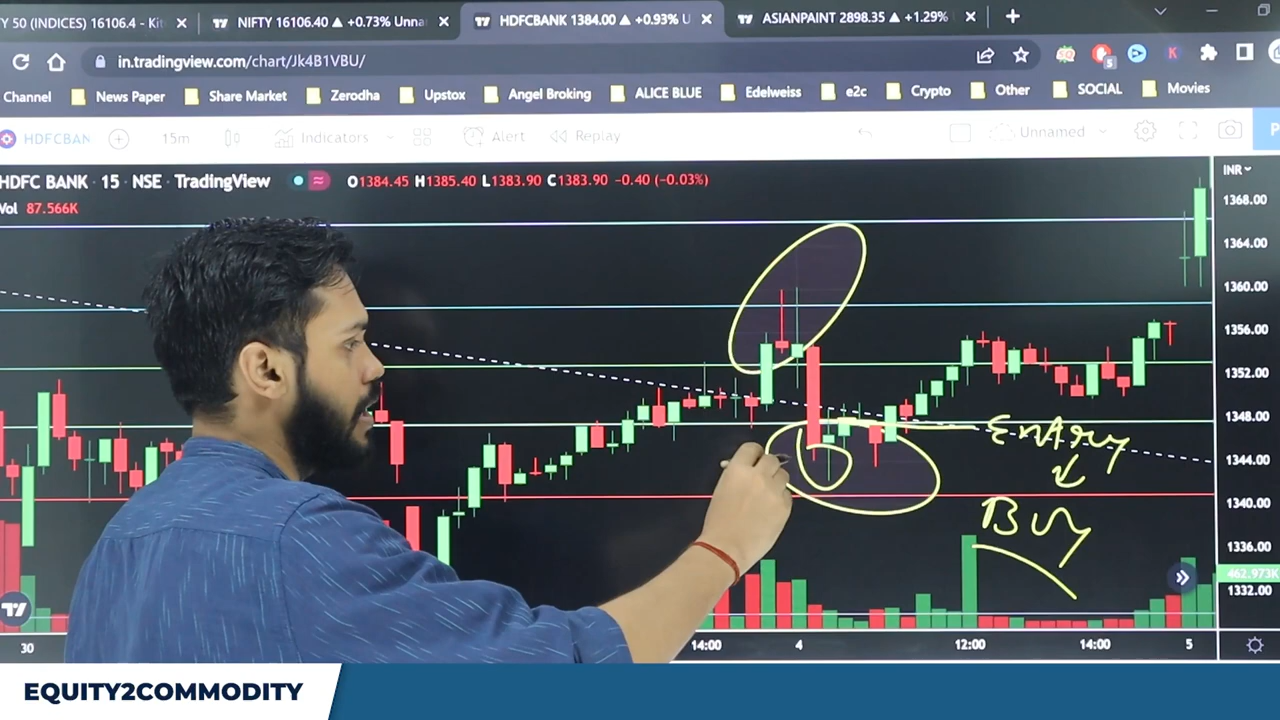 Y 50 (INDICES) 16106.4 - Kit
NIFTY 16106.40 ▲ +0.73% Unna
HDFCBANK 1384.00 ▲ +0.93% U
ASIANPAINT 2898.35 ▲ +1.29%
in.tradingview.com/chart/Jk4B1VBU/
Channel News Paper Share Market Zerodha Upstox Angel Broking ALICE BLUE Edelweiss e2c Crypto Other SOCIAL Movies
HDFCBAN 15m Indicators Alert Replay Unnamed P
HDFC BANK · 15 · NSE · TradingView O1384.45 H1385.40 L1383.90 C1383.90 -0.40 (-0.03%)
INR
Vol 87.566K
1368.00
1364.00
1360.00
1356.00
1352.00
1348.00
Entry
1344.00
1340.00
Buy
1336.00
462.973K
1332.00
30 14:00 4 12:00 14:00 5
EQUITY2COMMODITY